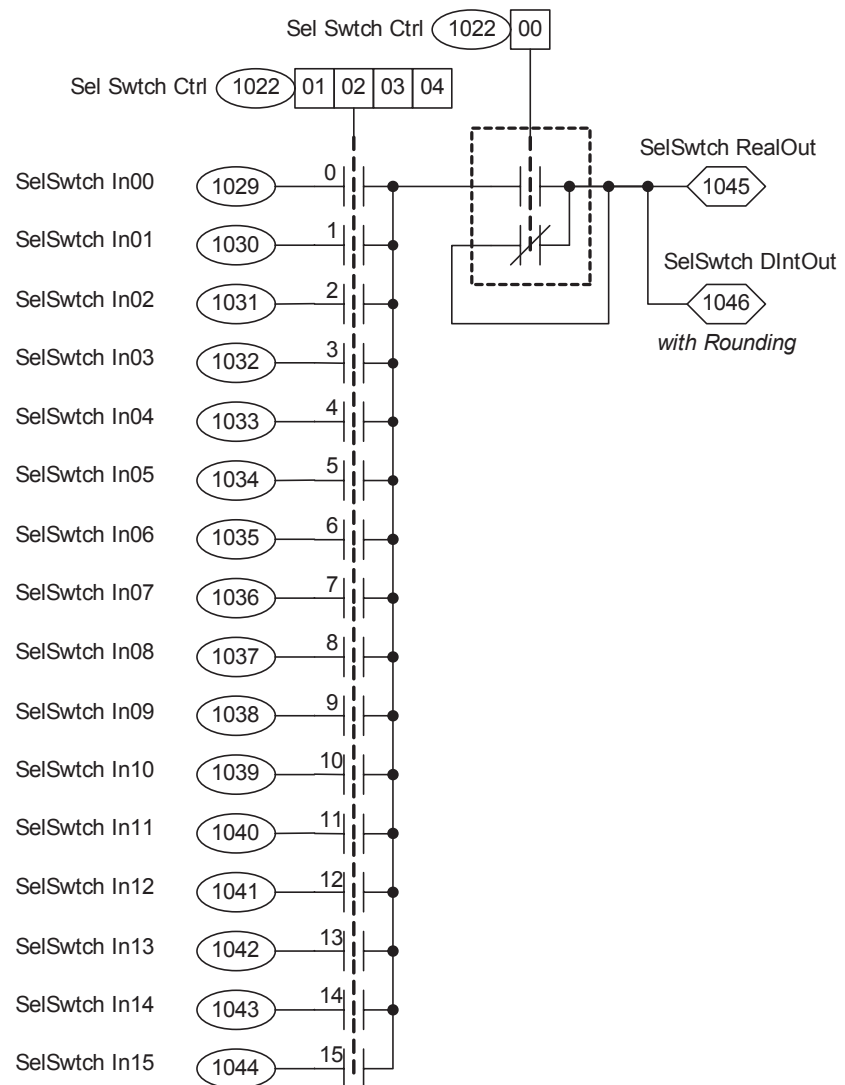 Sel Swtch Ctrl 1022 00
Sel Swtch Ctrl 1022 01 02 03 04
SelSwtch RealOut
1045
SelSwtch DIntOut
1046
with Rounding
SelSwtch In00 1029 0
SelSwtch In01 1030 1
SelSwtch In02 1031 2
SelSwtch In03 1032 3
SelSwtch In04 1033 4
SelSwtch In05 1034 5
SelSwtch In06 1035 6
SelSwtch In07 1036 7
SelSwtch In08 1037 8
SelSwtch In09 1038 9
SelSwtch In10 1039 10
SelSwtch In11 1040 11
SelSwtch In12 1041 12
SelSwtch In13 1042 13
SelSwtch In14 1043 14
SelSwtch In15 1044 15